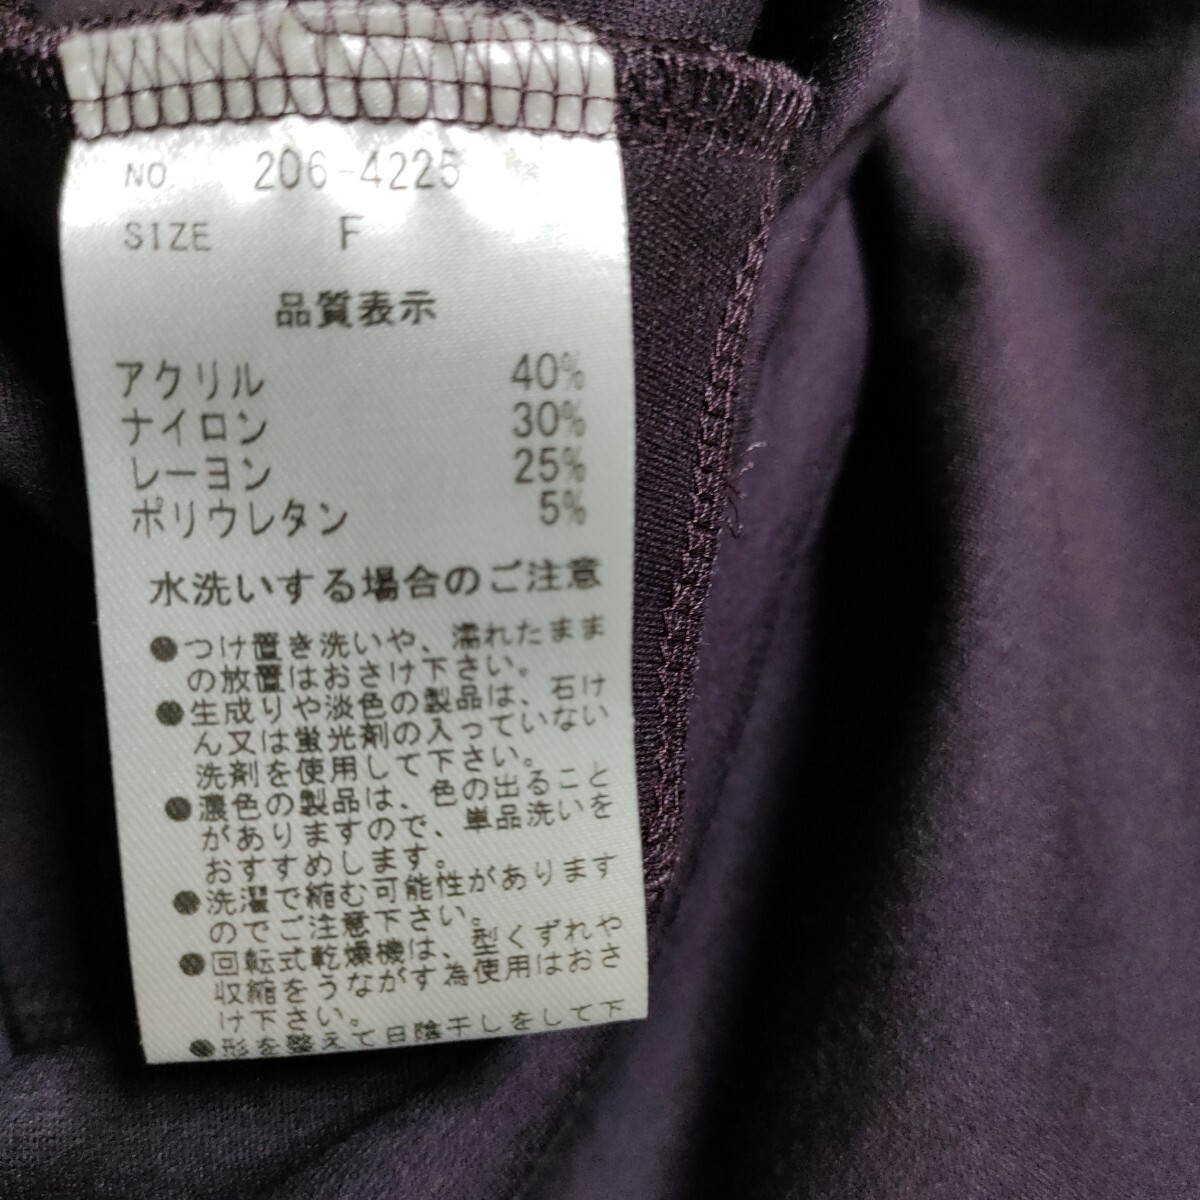 NO 206-4225
SIZE F
品質表示
アクリル 40%
ナイロン 30%
レーヨン 25%
ポリウレタン 5%
水洗いする場合のご注意
●つけ置き洗いや、濡れたまま
の放置はおさけ下さい。
●生成りや淡色の製品は、石け
ん又は蛍光剤の入っていない
洗剤を使用して下さい。
●濃色の製品は、色の出ること
がありますので、単品洗いを
おすすめします。
●洗濯で縮む可能性があります
のでご注意下さい。
●回転式乾燥機は、型くずれや
収縮をうながす為使用はおさ
け下さい。
●形を整えて日陰干しをして下